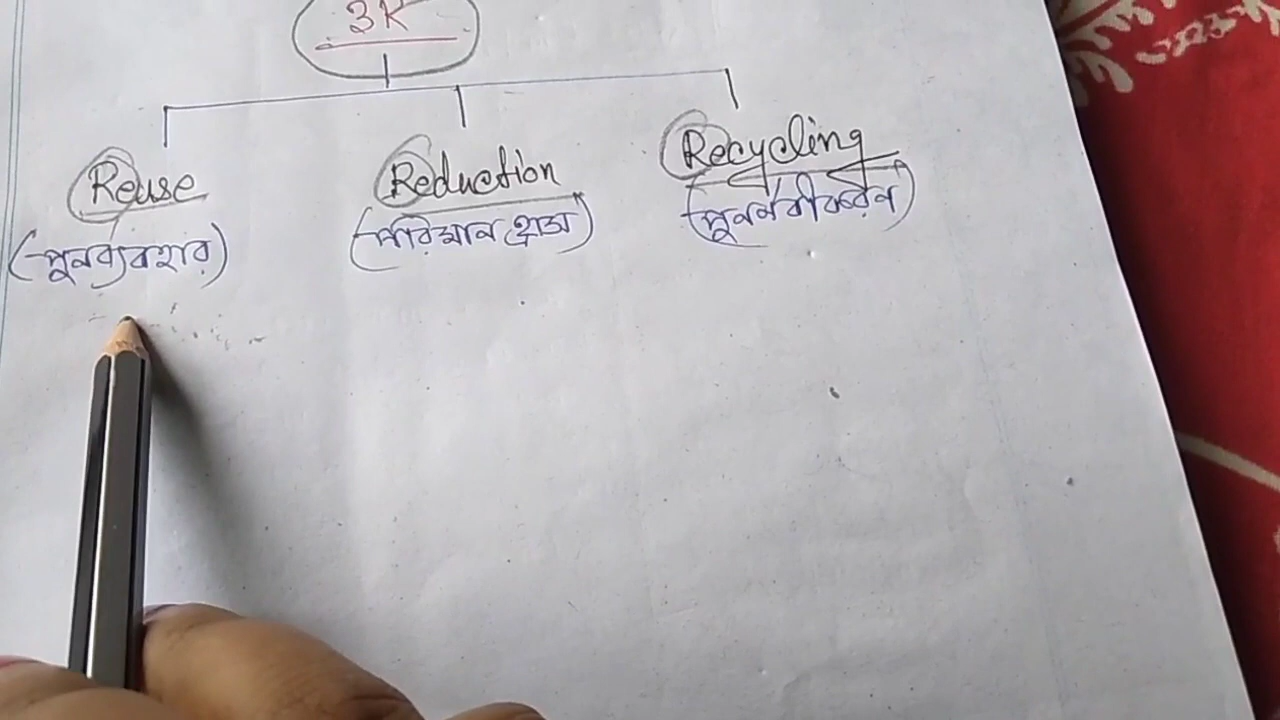 3R
Reuse Reduction Recycling
(পুনর্ব্যবহার) (পরিমান হ্রাস) (পুনর্নবীকরণ)